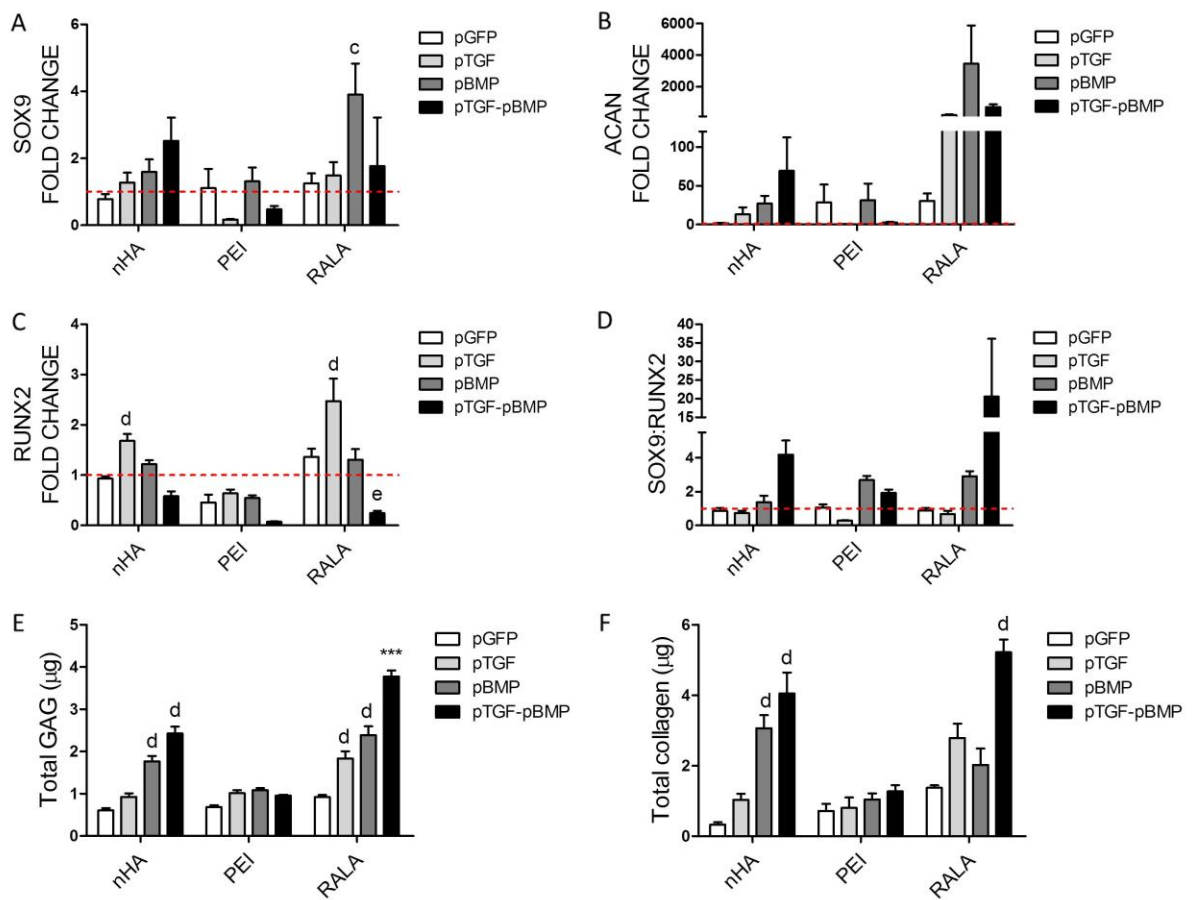 A
SOX9
FOLD CHANGE
6
4
2
0
c
nHA
PEI
RALA
pGFP
pTGF
pBMP
pTGF-pBMP
B
ACAN
FOLD CHANGE
6000
4000
2000
100
50
0
nHA
PEI
RALA
pGFP
pTGF
pBMP
pTGF-pBMP
C
RUNX2
FOLD CHANGE
4
3
2
1
0
d
d
e
nHA
PEI
RALA
pGFP
pTGF
pBMP
pTGF-pBMP
D
SOX9:RUNX2
40
35
30
25
20
15
4
2
0
nHA
PEI
RALA
pGFP
pTGF
pBMP
pTGF-pBMP
E
Total GAG (µg)
5
4
3
2
1
0
d
d
d
d
***
nHA
PEI
RALA
pGFP
pTGF
pBMP
pTGF-pBMP
F
Total collagen (µg)
6
4
2
0
d
d
d
nHA
PEI
RALA
pGFP
pTGF
pBMP
pTGF-pBMP